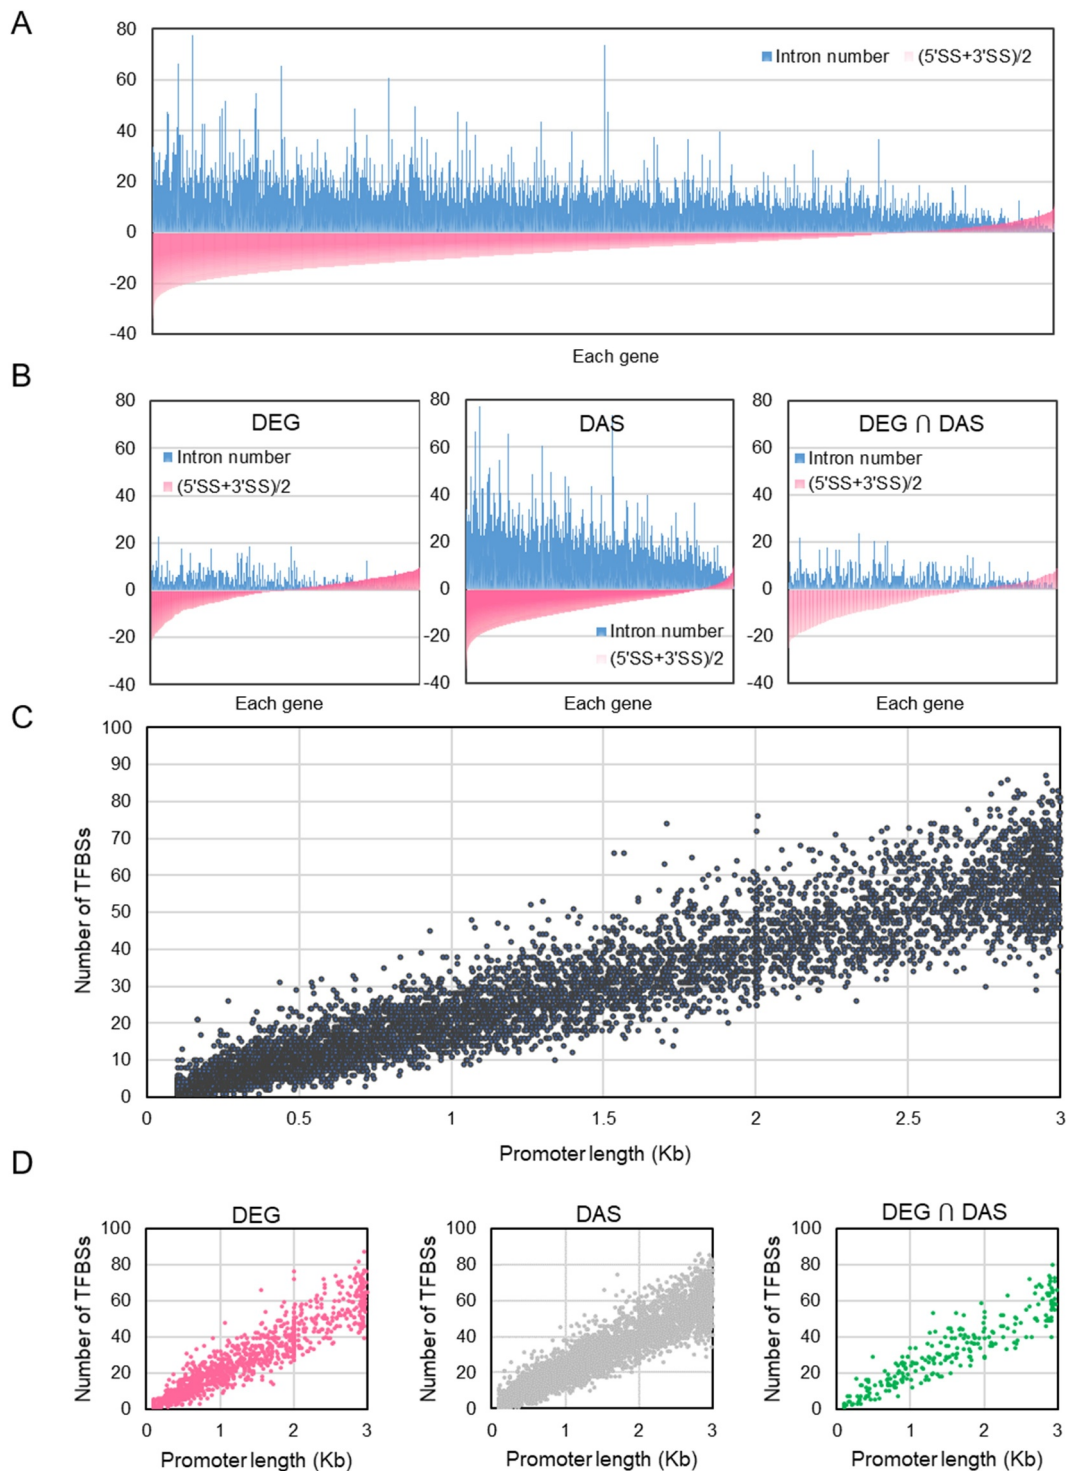 A
80
60
40
20
0
-20
-40
Intron number (5'SS+3'SS)/2
Each gene
B
80
60
40
20
0
-20
-40
DEG
Intron number
(5'SS+3'SS)/2
Each gene
80
60
40
20
0
-20
-40
DAS
Intron number
(5'SS+3'SS)/2
Each gene
80
60
40
20
0
-20
-40
DEG ∩ DAS
Intron number
(5'SS+3'SS)/2
Each gene
C
Number of TFBSs
100
90
80
70
60
50
40
30
20
10
0
0 0.5 1 1.5 2 2.5 3
Promoter length (Kb)
D
DEG
Number of TFBSs
100
80
60
40
20
0
0 1 2 3
Promoter length (Kb)
DAS
Number of TFBSs
100
80
60
40
20
0
0 1 2 3
Promoter length (Kb)
DEG ∩ DAS
Number of TFBSs
100
80
60
40
20
0
0 1 2 3
Promoter length (Kb)